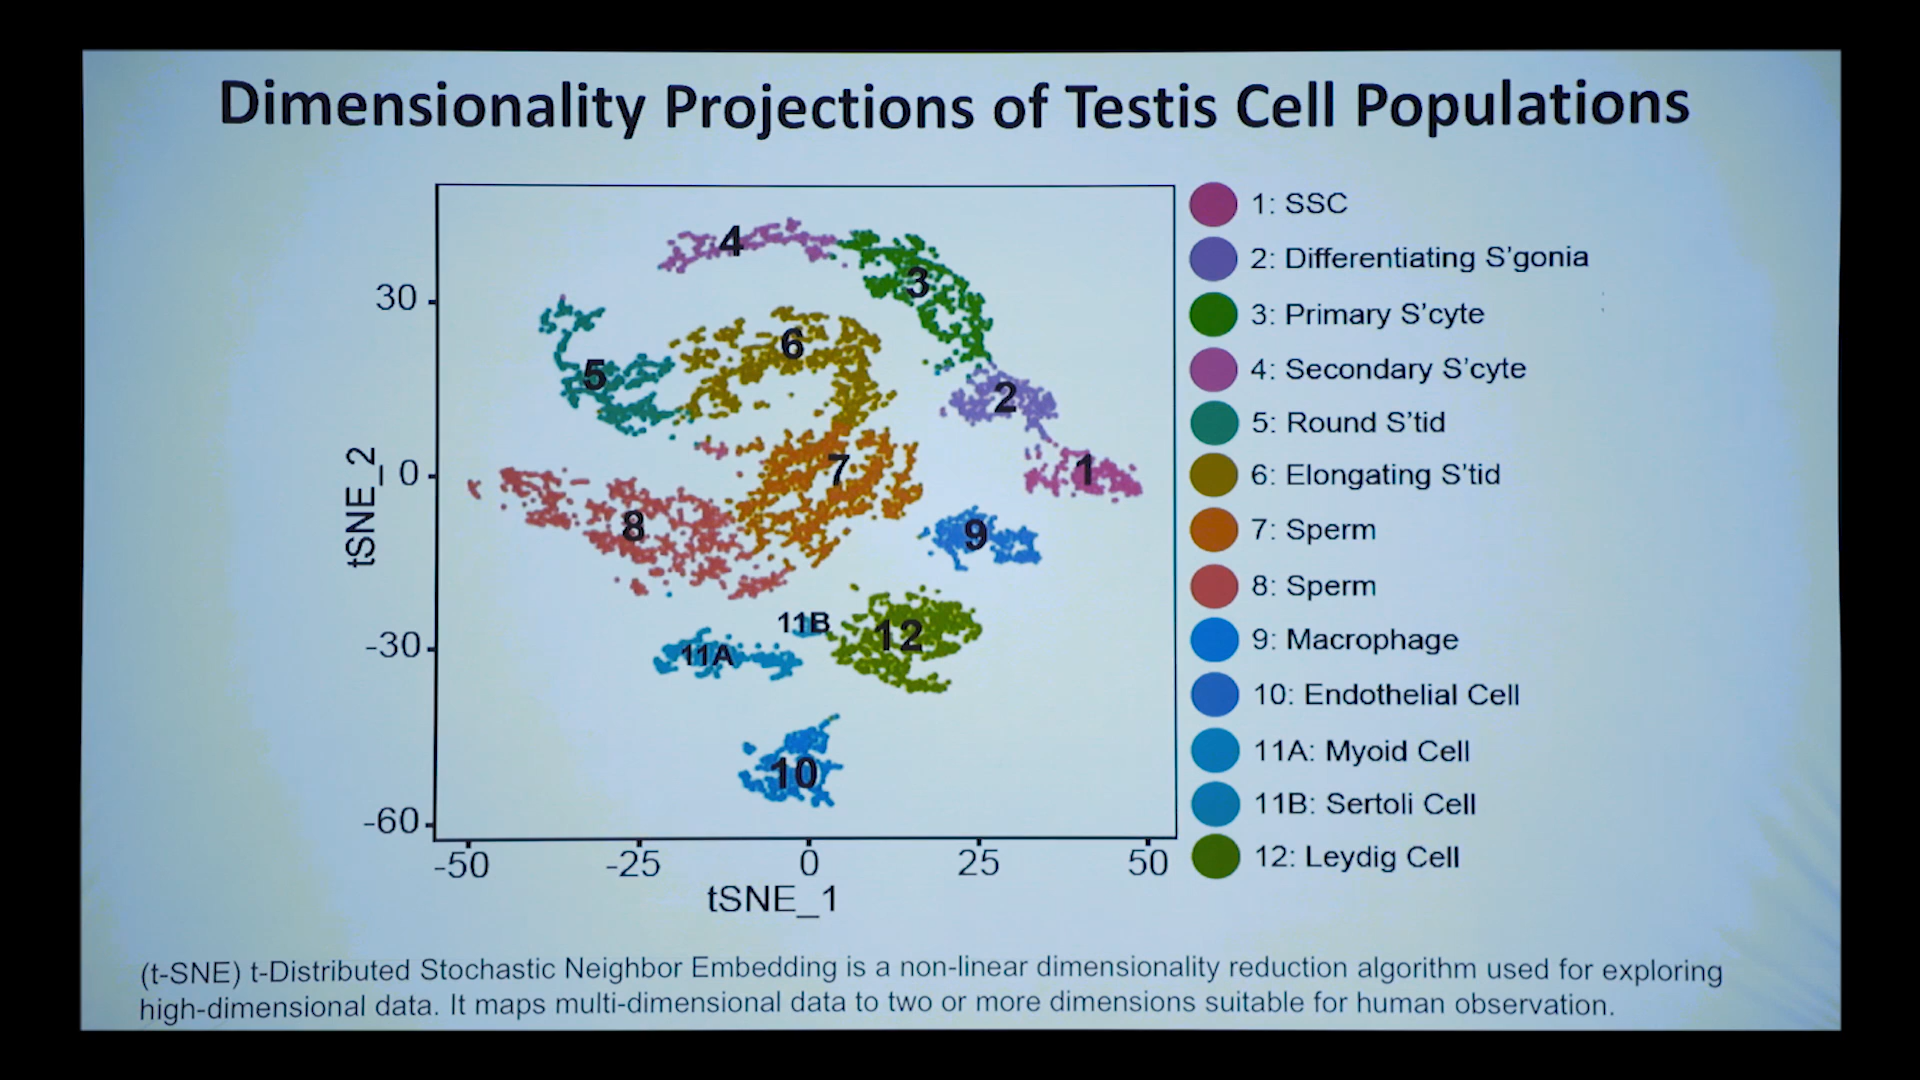 Dimensionality Projections of Testis Cell Populations
4
3
6
5
2
7
1
8
9
11B
12
11A
10
30
0
-30
-60
tSNE_2
-50
-25
0
25
50
tSNE_1
1: SSC
2: Differentiating S'gonia
3: Primary S'cyte
4: Secondary S'cyte
5: Round S'tid
6: Elongating S'tid
7: Sperm
8: Sperm
9: Macrophage
10: Endothelial Cell
11A: Myoid Cell
11B: Sertoli Cell
12: Leydig Cell
(t-SNE) t-Distributed Stochastic Neighbor Embedding is a non-linear dimensionality reduction algorithm used for exploring
high-dimensional data. It maps multi-dimensional data to two or more dimensions suitable for human observation.